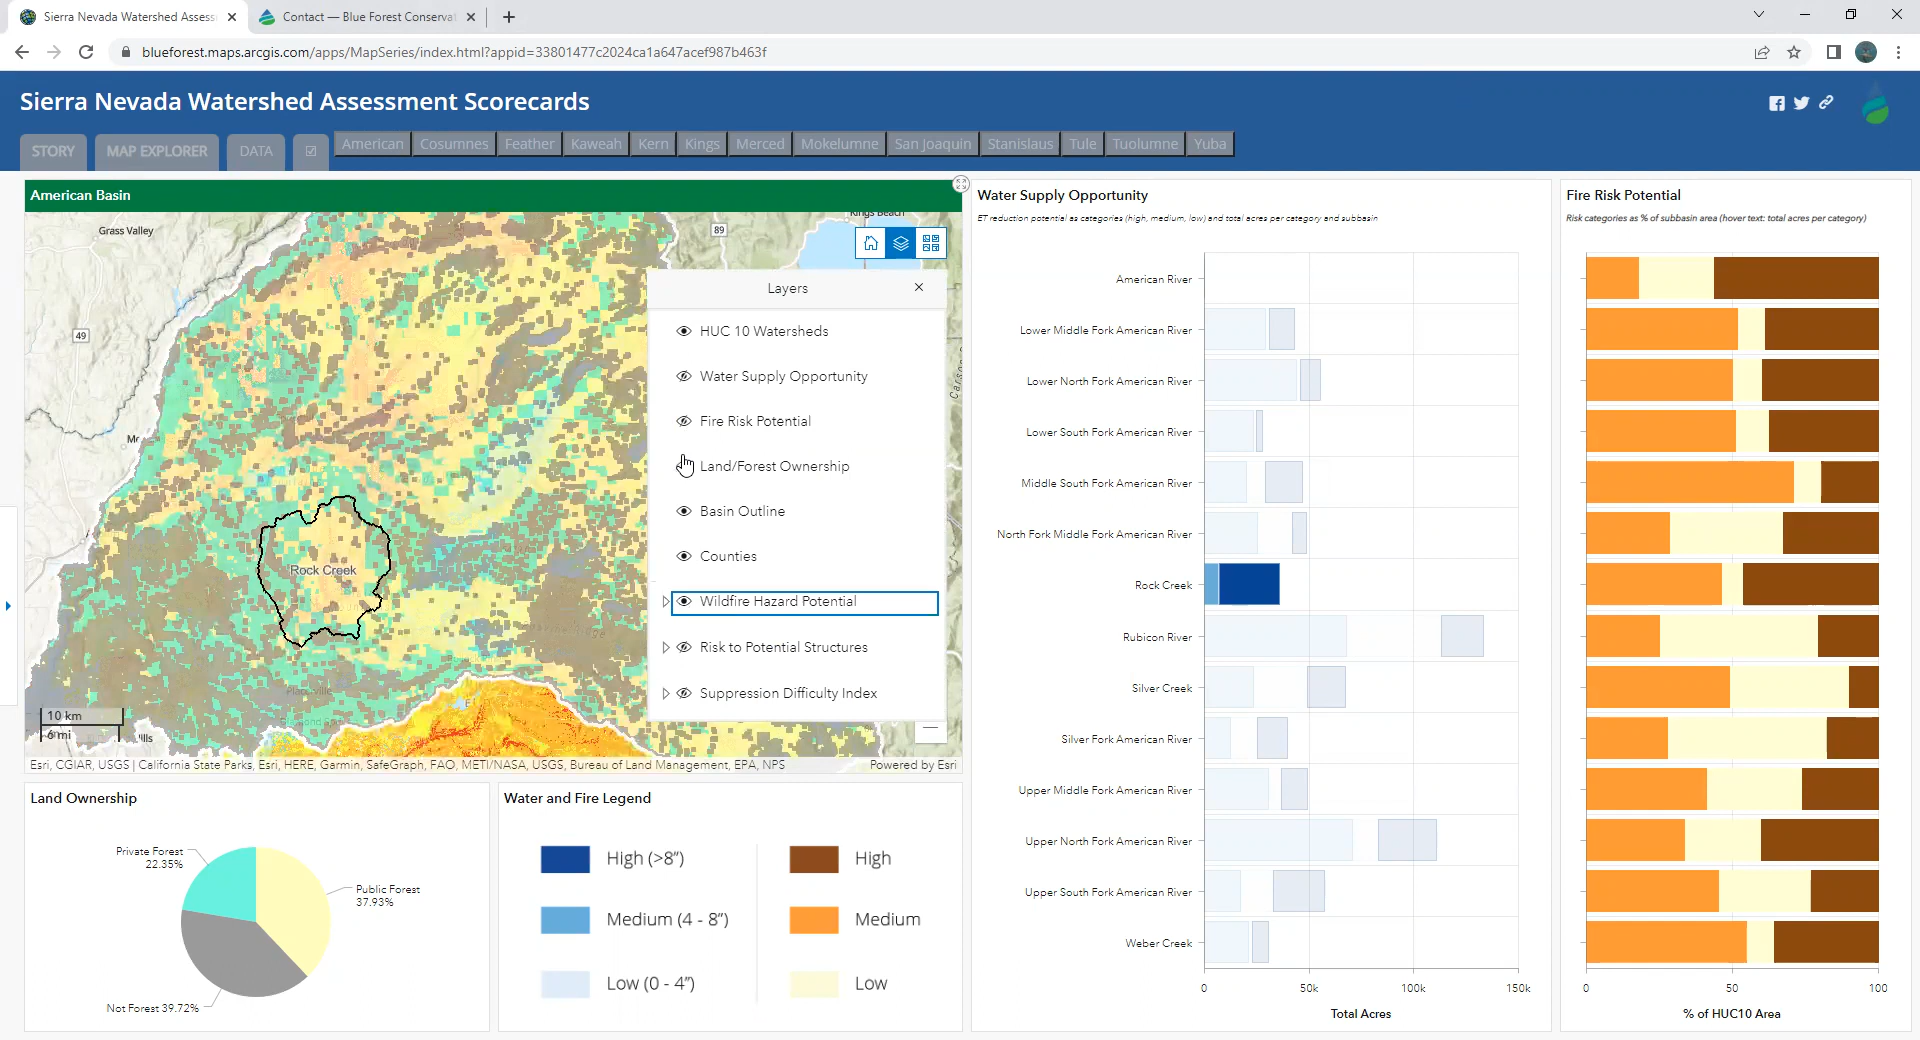 Sierra Nevada Watershed Assess
Contact — Blue Forest Conservat
blueforest.maps.arcgis.com/apps/MapSeries/index.html?appid=33801477c2024ca1a647acef987b463f
Sierra Nevada Watershed Assessment Scorecards
STORY
MAP EXPLORER
DATA
American
Cosumnes
Feather
Kaweah
Kern
Kings
Merced
Mokelumne
San Joaquin
Stanislaus
Tule
Tuolumne
Yuba
American Basin
Grass Valley
Kings Beach
89
49
Rock Creek
10 km
6 mi
Layers
HUC 10 Watersheds
Water Supply Opportunity
Fire Risk Potential
Land/Forest Ownership
Basin Outline
Counties
Wildfire Hazard Potential
Risk to Potential Structures
Suppression Difficulty Index
Esri, CGIAR, USGS | California State Parks, Esri, HERE, Garmin, SafeGraph, FAO, METI/NASA, USGS, Bureau of Land Management, EPA, NPS
Powered by Esri
Land Ownership
Private Forest
22.35%
Public Forest
37.93%
Not Forest 39.72%
Water and Fire Legend
High (>8”)
Medium (4 - 8”)
Low (0 - 4”)
High
Medium
Low
Water Supply Opportunity
ET reduction potential as categories (high, medium, low) and total acres per category and subbasin
American River
Lower Middle Fork American River
Lower North Fork American River
Lower South Fork American River
Middle South Fork American River
North Fork Middle Fork American River
Rock Creek
Rubicon River
Silver Creek
Silver Fork American River
Upper Middle Fork American River
Upper North Fork American River
Upper South Fork American River
Weber Creek
0
50k
100k
150k
Total Acres
Fire Risk Potential
Risk categories as % of subbasin area (hover text: total acres per category)
0
50
100
% of HUC10 Area